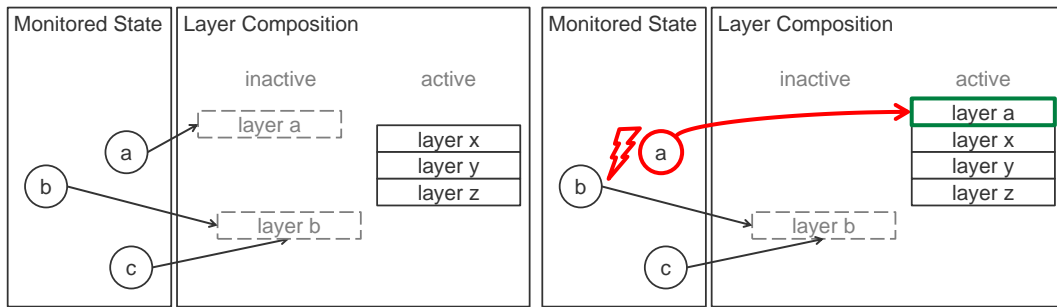 Monitored State
Layer Composition
inactive
active
layer a
a
layer x
layer y
layer z
b
layer b
c
Monitored State
Layer Composition
inactive
active
layer a
a
layer x
layer y
layer z
b
layer b
c